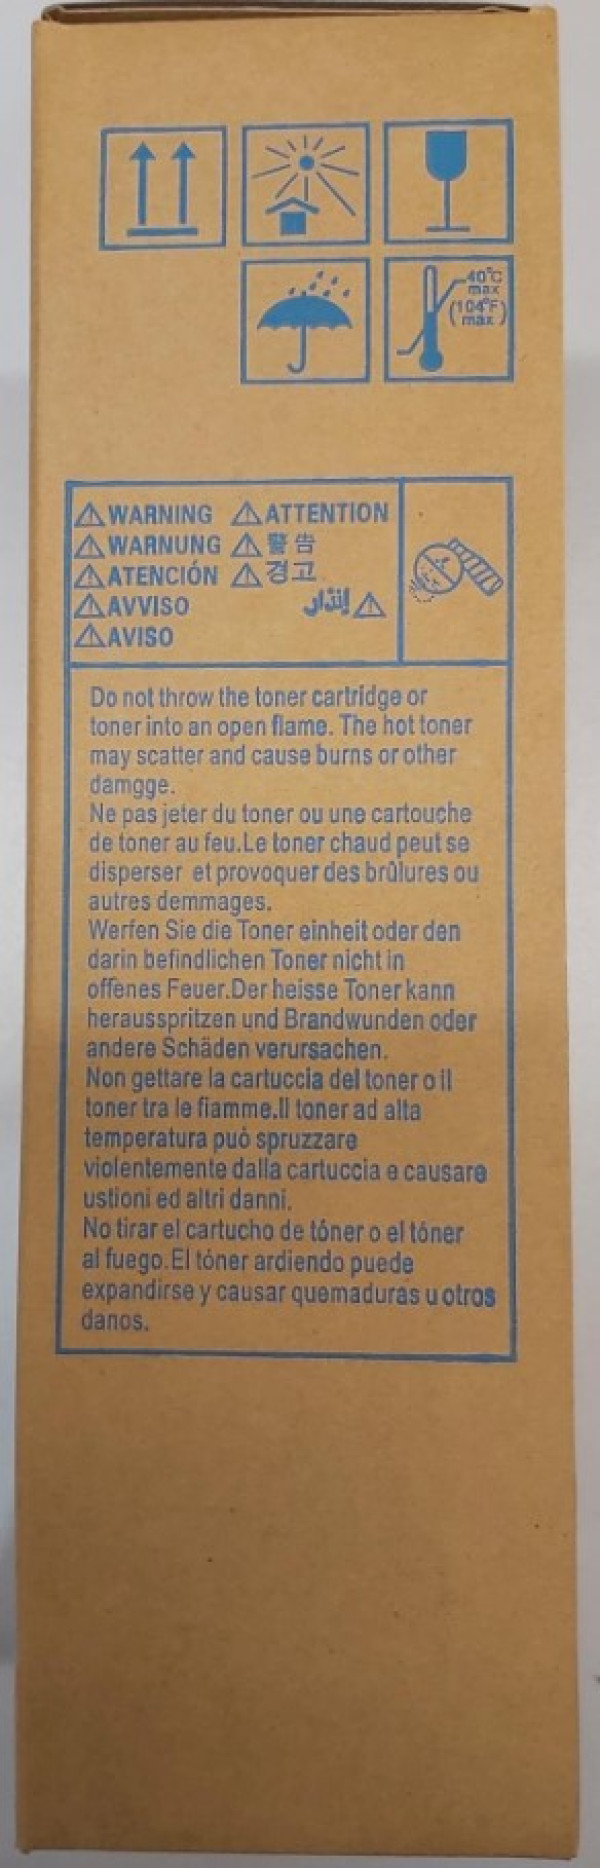 40°C
max
(104°F)
max
⚠WARNING ⚠ATTENTION
⚠WARNUNG ⚠警告
⚠ATENCIÓN ⚠경고
⚠AVVISO إنذار⚠
⚠AVISO
Do not throw the toner cartridge or
toner into an open flame. The hot toner
may scatter and cause burns or other
damgge.
Ne pas jeter du toner ou une cartouche
de toner au feu.Le toner chaud peut se
disperser et provoquer des brûlures ou
autres demmages.
Werfen Sie die Toner einheit oder den
darin befindlichen Toner nicht in
offenes Feuer.Der heisse Toner kann
herausspritzen und Brandwunden oder
andere Schäden verursachen.
Non gettare la cartuccia del toner o il
toner tra le fiamme.Il toner ad alta
temperatura puó spruzzare
violentemente dalla cartuccia e causare
ustioni ed altri danni.
No tirar el cartucho de tóner o el tóner
al fuego.El tóner ardiendo puede
expandirse y causar quemaduras u otros
danos.